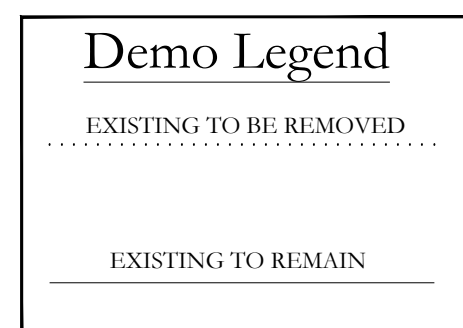 Demo Legend
EXISTING TO BE REMOVED
EXISTING TO REMAIN